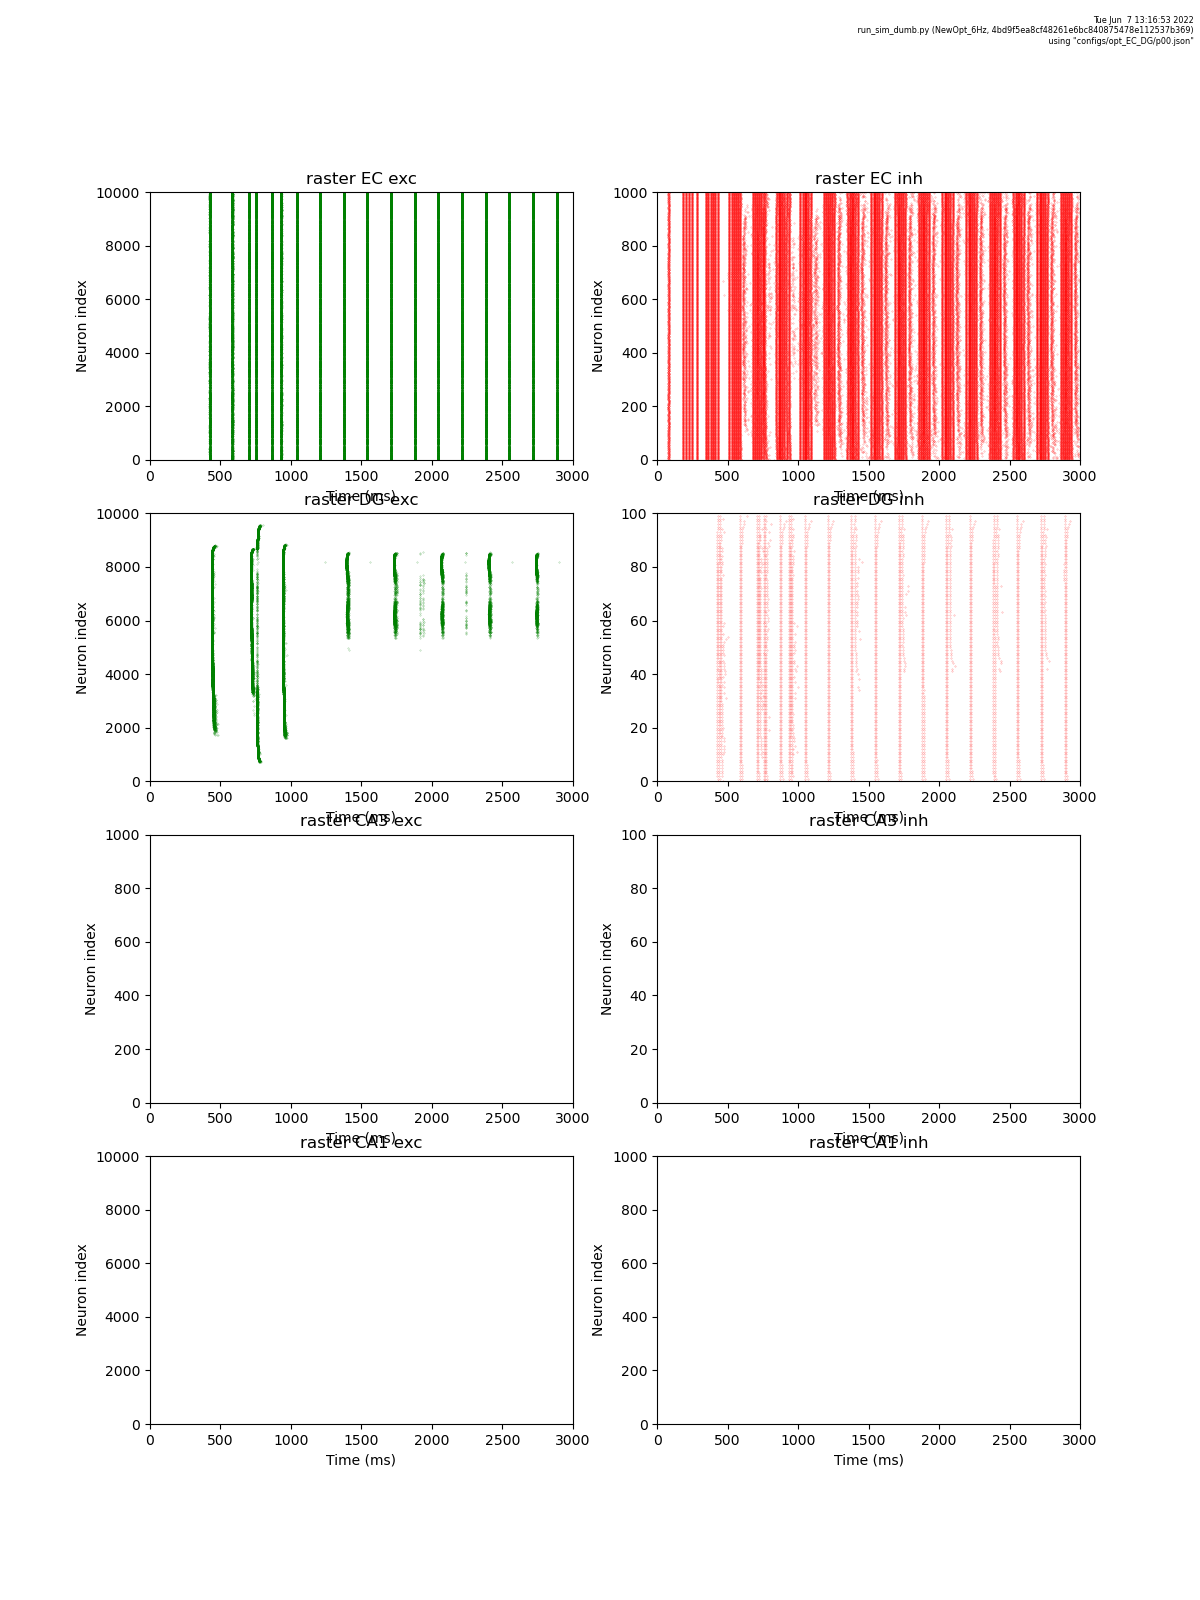 Tue Jun  7 13:16:53 2022
run_sim_dumb.py (NewOpt_6Hz, 4bd9f5ea8cf48261e6bc840875478e112537b369)
using "configs/opt_EC_DG/p00.json"
raster EC exc
10000
8000
6000
4000
2000
0
Neuron index
0 500 1000 1500 2000 2500 3000
Time (ms)
raster EC inh
1000
800
600
400
200
0
Neuron index
0 500 1000 1500 2000 2500 3000
Time (ms)
raster DG exc
10000
8000
6000
4000
2000
0
Neuron index
0 500 1000 1500 2000 2500 3000
Time (ms)
raster DG inh
100
80
60
40
20
0
Neuron index
0 500 1000 1500 2000 2500 3000
Time (ms)
raster CA3 exc
1000
800
600
400
200
0
Neuron index
0 500 1000 1500 2000 2500 3000
Time (ms)
raster CA3 inh
100
80
60
40
20
0
Neuron index
0 500 1000 1500 2000 2500 3000
Time (ms)
raster CA1 exc
10000
8000
6000
4000
2000
0
Neuron index
0 500 1000 1500 2000 2500 3000
Time (ms)
raster CA1 inh
1000
800
600
400
200
0
Neuron index
0 500 1000 1500 2000 2500 3000
Time (ms)